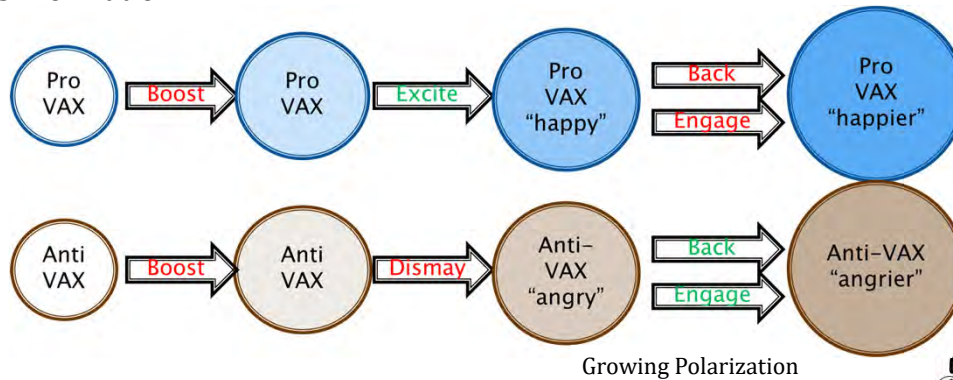 Pro
VAX
Boost
Pro
VAX
Excite
Pro
VAX
“happy”
Back
Engage
Pro
VAX
“happier”
Anti
VAX
Boost
Anti
VAX
Dismay
Anti-
VAX
“angry”
Back
Engage
Anti-VAX
“angrier”
Growing Polarization